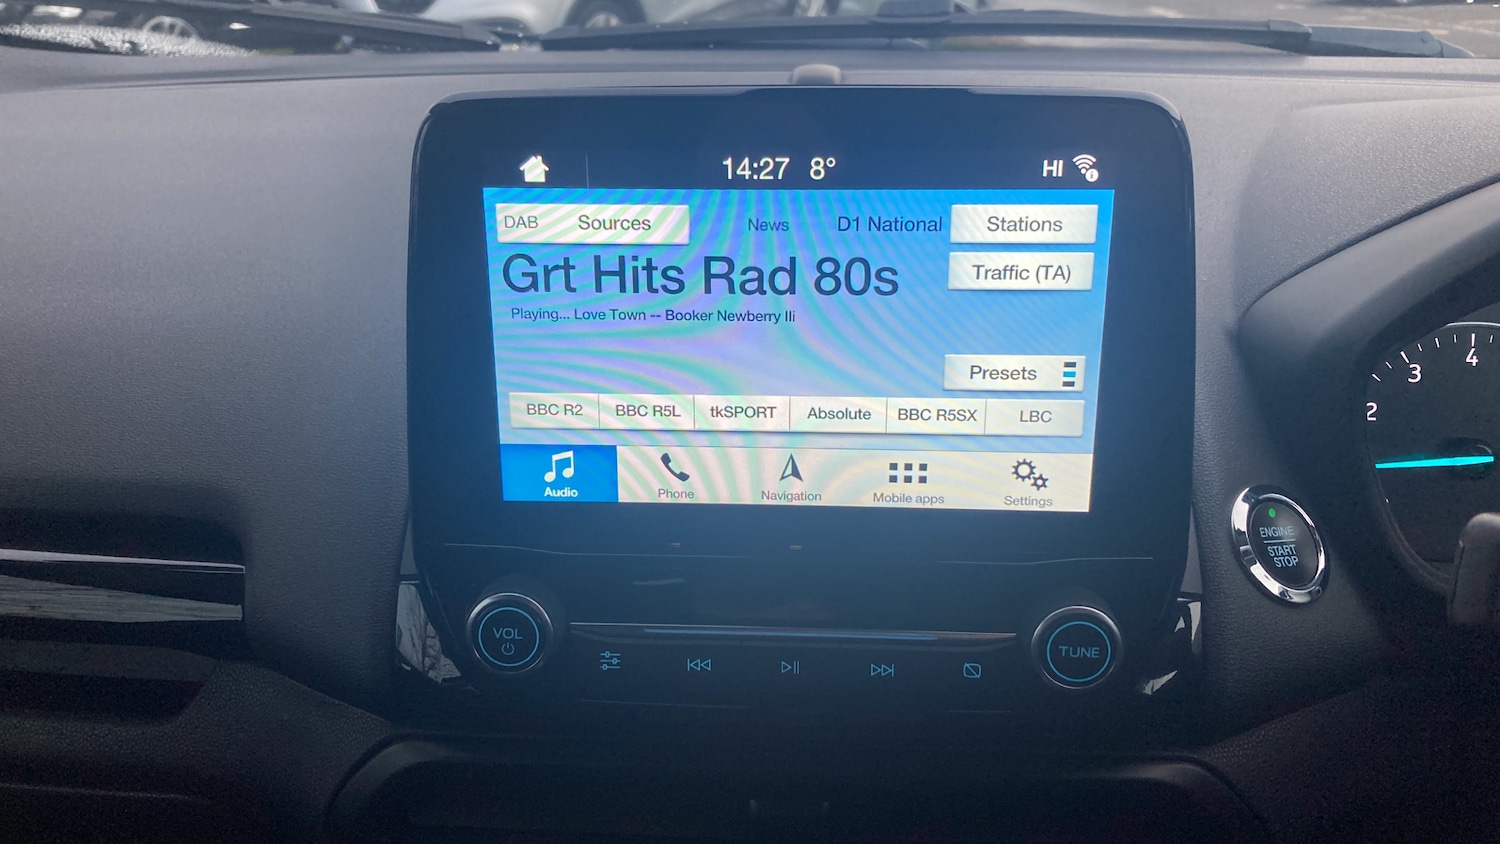 14:27 8° HI
DAB Sources News D1 National Stations
Grt Hits Rad 80s
Traffic (TA)
Playing... Love Town -- Booker Newberry IIi
Presets
BBC R2 BBC R5L tkSPORT Absolute BBC R5SX LBC
Audio Phone Navigation Mobile apps Settings
VOL
TUNE
2 3 4
ENGINE
START
STOP